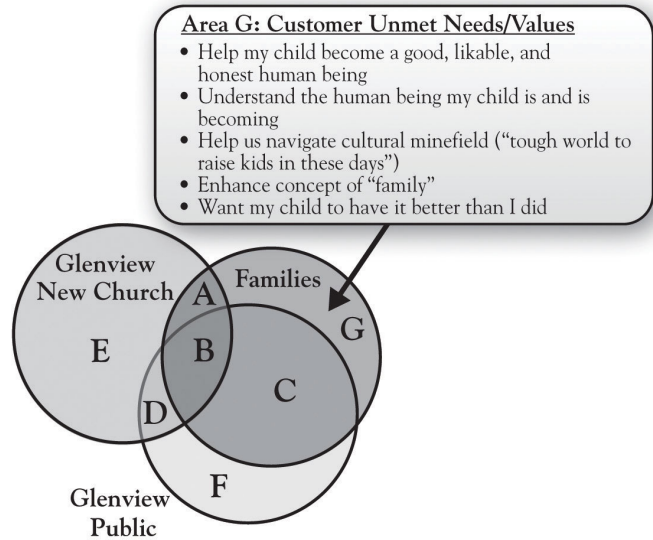 Area G: Customer Unmet Needs/Values
• Help my child become a good, likable, and
honest human being
• Understand the human being my child is and is
becoming
• Help us navigate cultural minefield (“tough world to
raise kids in these days”)
• Enhance concept of “family”
• Want my child to have it better than I did
Glenview
New Church
A
Families
G
E
B
C
D
F
Glenview
Public